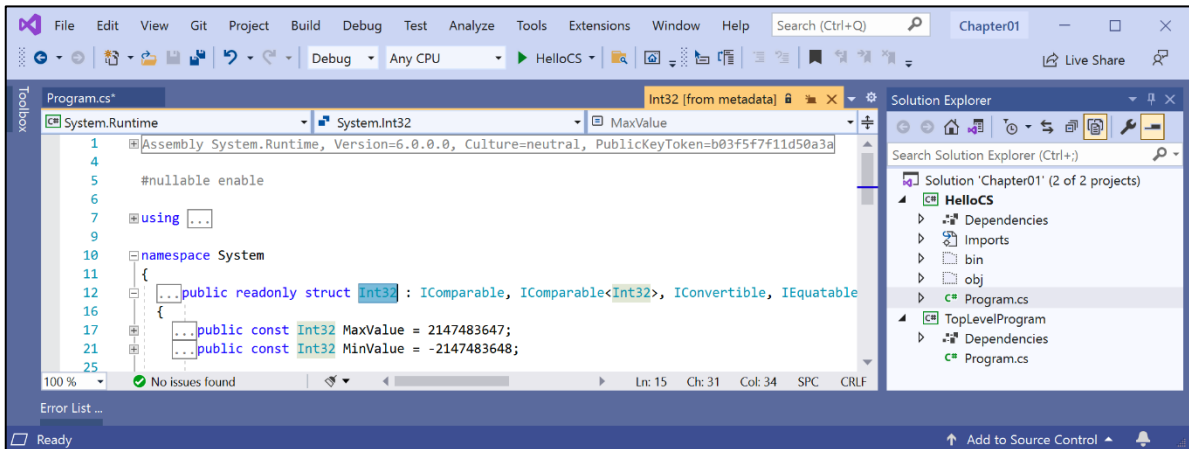 File Edit View Git Project Build Debug Test Analyze Tools Extensions Window Help Search (Ctrl+Q) Chapter01
Debug Any CPU HelloCS Live Share
Toolbox
Program.cs* Int32 [from metadata]
System.Runtime System.Int32 MaxValue
1 Assembly System.Runtime, Version=6.0.0.0, Culture=neutral, PublicKeyToken=b03f5f7f11d50a3a
4
5 #nullable enable
6
7 using ...
9
10 namespace System
11 {
12 ...public readonly struct Int32 : IComparable, IComparable<Int32>, IConvertible, IEquatable
16 {
17 ...public const Int32 MaxValue = 2147483647;
21 ...public const Int32 MinValue = -2147483648;
25
100 % No issues found Ln: 15 Ch: 31 Col: 34 SPC CRLF
Solution Explorer
Search Solution Explorer (Ctrl+;)
Solution 'Chapter01' (2 of 2 projects)
C# HelloCS
Dependencies
Imports
bin
obj
C# Program.cs
C# TopLevelProgram
Dependencies
C# Program.cs
Error List ...
Ready Add to Source Control